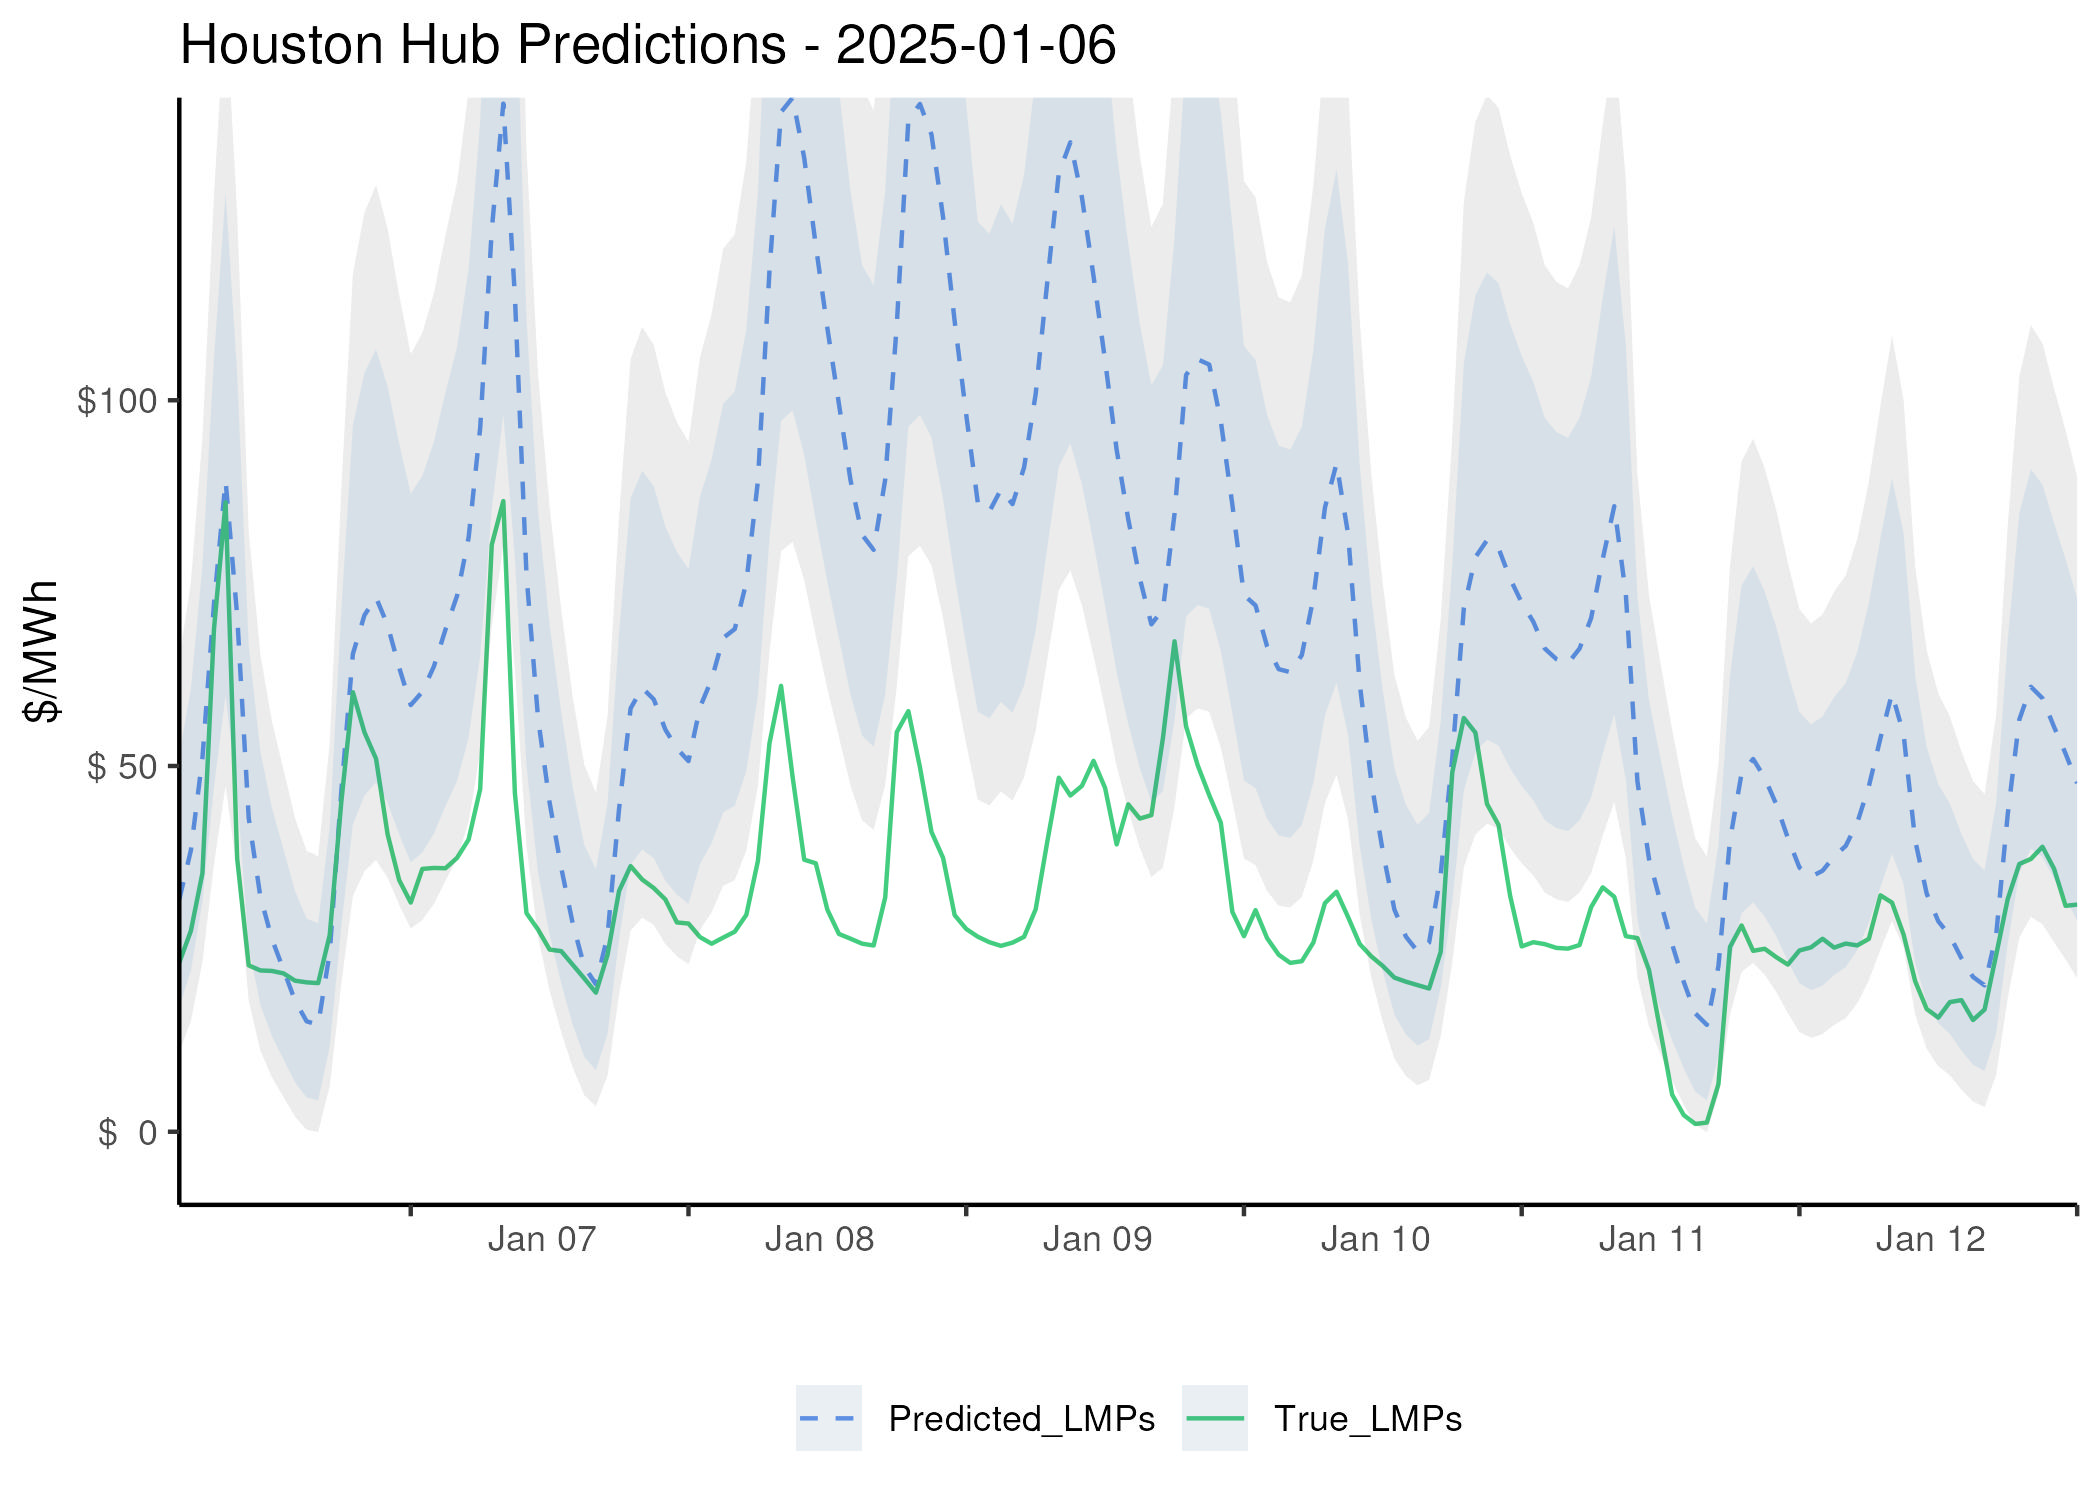 Houston Hub Predictions - 2025-01-06
$/MWh
$100
$ 50
$ 0
Jan 07 Jan 08 Jan 09 Jan 10 Jan 11 Jan 12
Predicted_LMPs True_LMPs